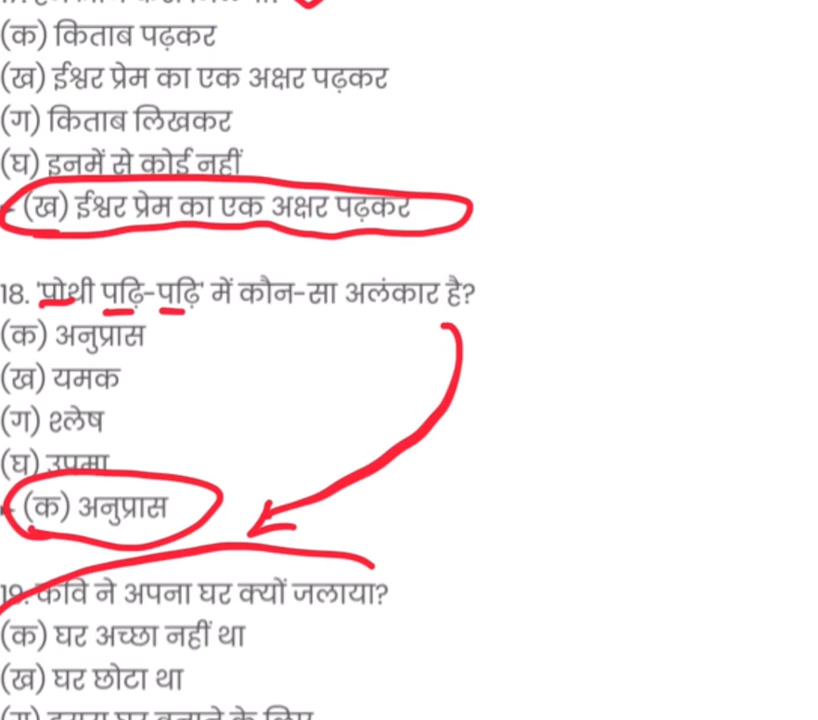 (क) किताब पढ़कर
(ख) ईश्वर प्रेम का एक अक्षर पढ़कर
(ग) किताब लिखकर
(घ) इनमें से कोई नहीं
(ख) ईश्वर प्रेम का एक अक्षर पढ़कर
18. 'पोथी पढ़ि-पढ़ि' में कौन-सा अलंकार है?
(क) अनुप्रास
(ख) यमक
(ग) श्लेष
(घ) उपमा
(क) अनुप्रास
19. कवि ने अपना घर क्यों जलाया?
(क) घर अच्छा नहीं था
(ख) घर छोटा था